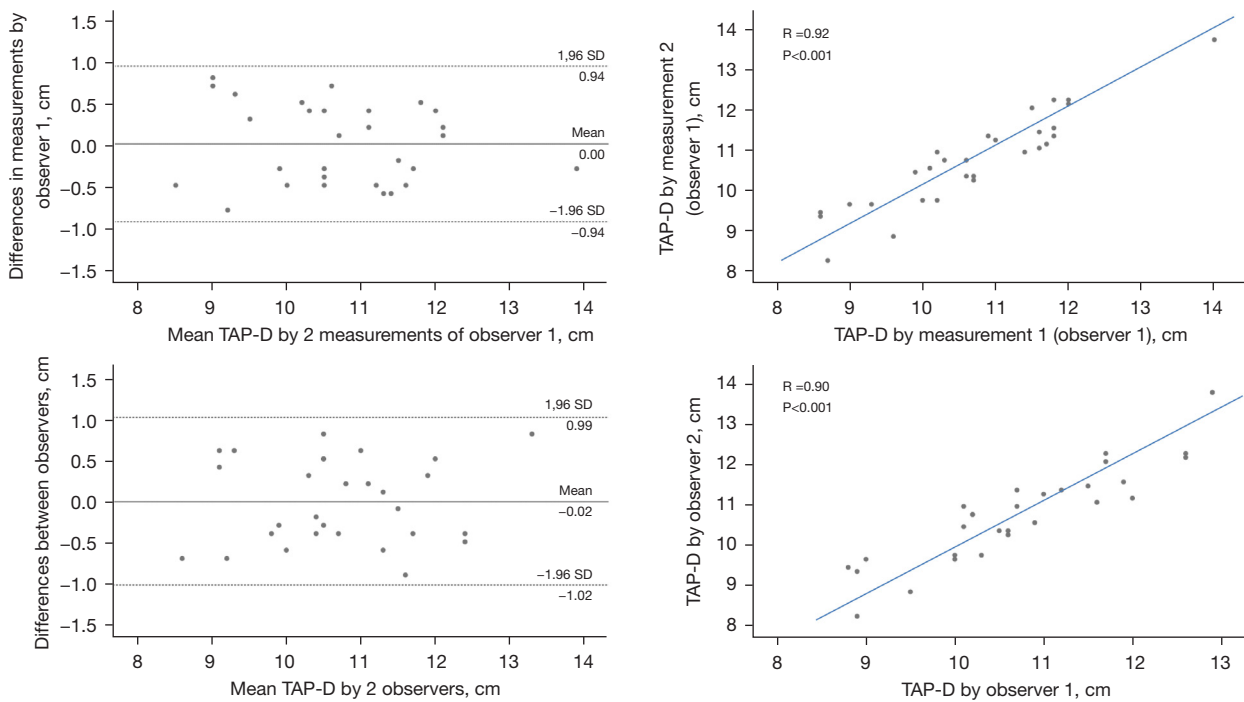 Differences in measurements by
observer 1, cm
1.5
1.0
0.5
0.0
−0.5
−1.0
−1.5
1,96 SD
0.94
Mean
0.00
−1.96 SD
−0.94
8 9 10 11 12 13 14
Mean TAP-D by 2 measurements of observer 1, cm
TAP-D by measurement 2
(observer 1), cm
14
13
12
11
10
9
8
R =0.92
P<0.001
8 9 10 11 12 13 14
TAP-D by measurement 1 (observer 1), cm
Differences between observers, cm
1.5
1.0
0.5
0.0
−0.5
−1.0
−1.5
1,96 SD
0.99
Mean
−0.02
−1.96 SD
−1.02
8 9 10 11 12 13 14
Mean TAP-D by 2 observers, cm
TAP-D by observer 2, cm
14
13
12
11
10
9
8
R =0.90
P<0.001
8 9 10 11 12 13
TAP-D by observer 1, cm